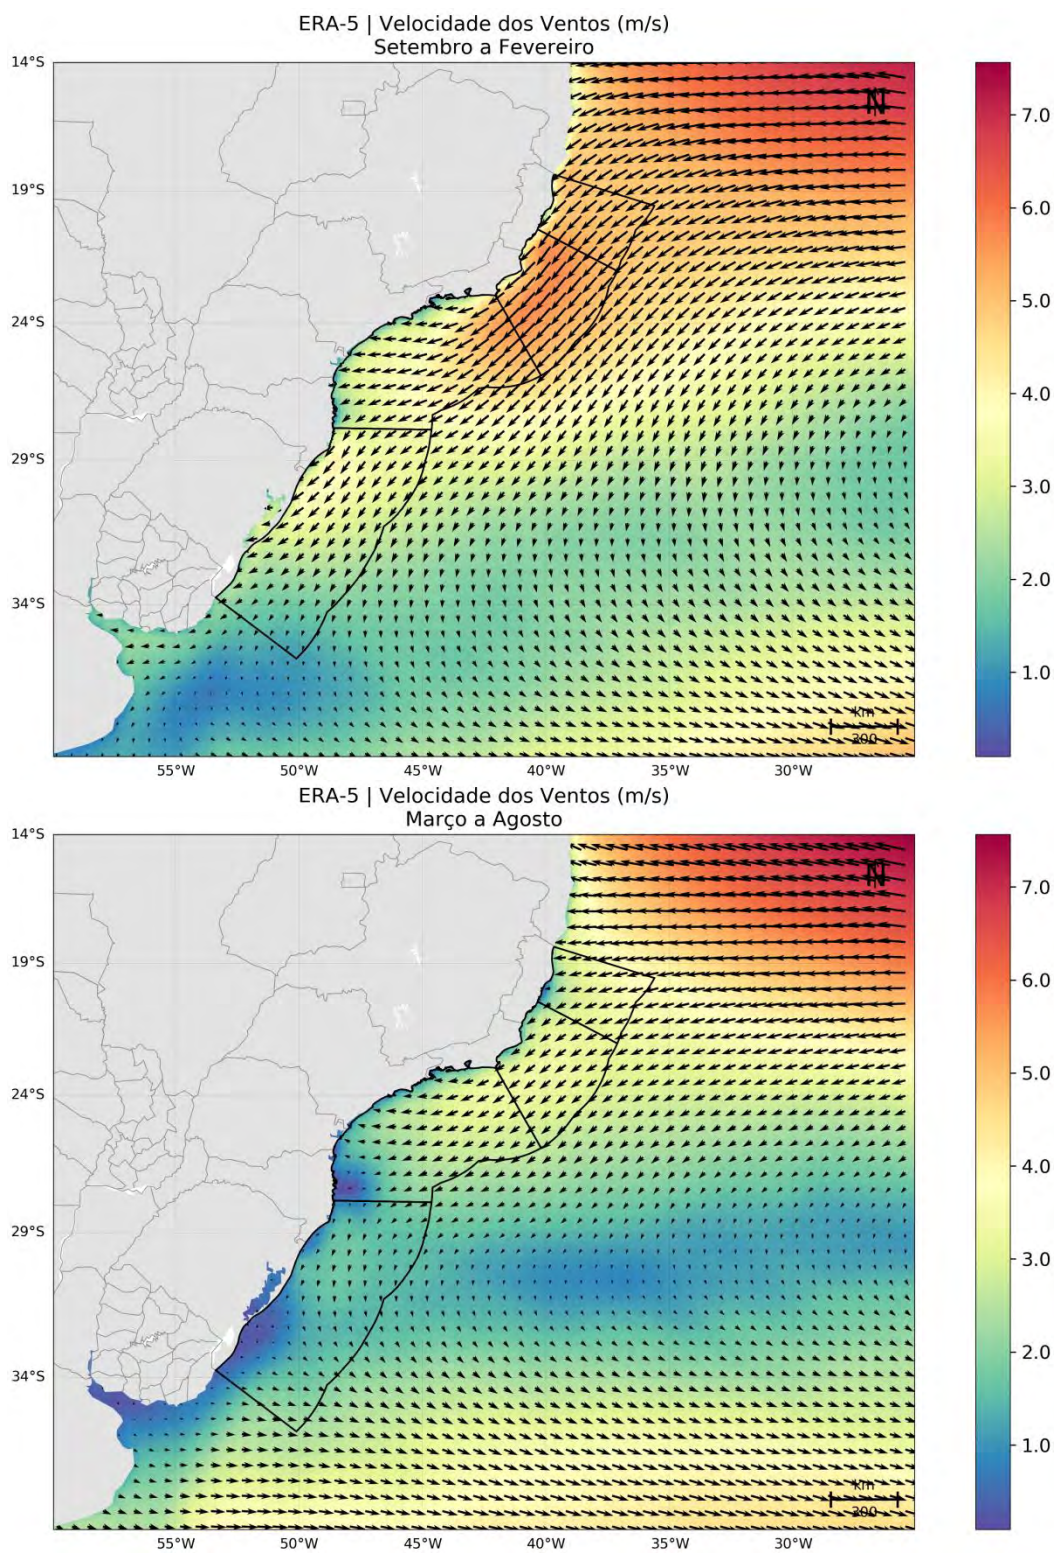 ERA-5 | Velocidade dos Ventos (m/s)
Setembro a Fevereiro
14°S
19°S
24°S
29°S
34°S
N
7.0
6.0
5.0
4.0
3.0
2.0
1.0
km
300
55°W
50°W
45°W
40°W
35°W
30°W
ERA-5 | Velocidade dos Ventos (m/s)
Março a Agosto
14°S
19°S
24°S
29°S
34°S
N
7.0
6.0
5.0
4.0
3.0
2.0
1.0
km
300
55°W
50°W
45°W
40°W
35°W
30°W